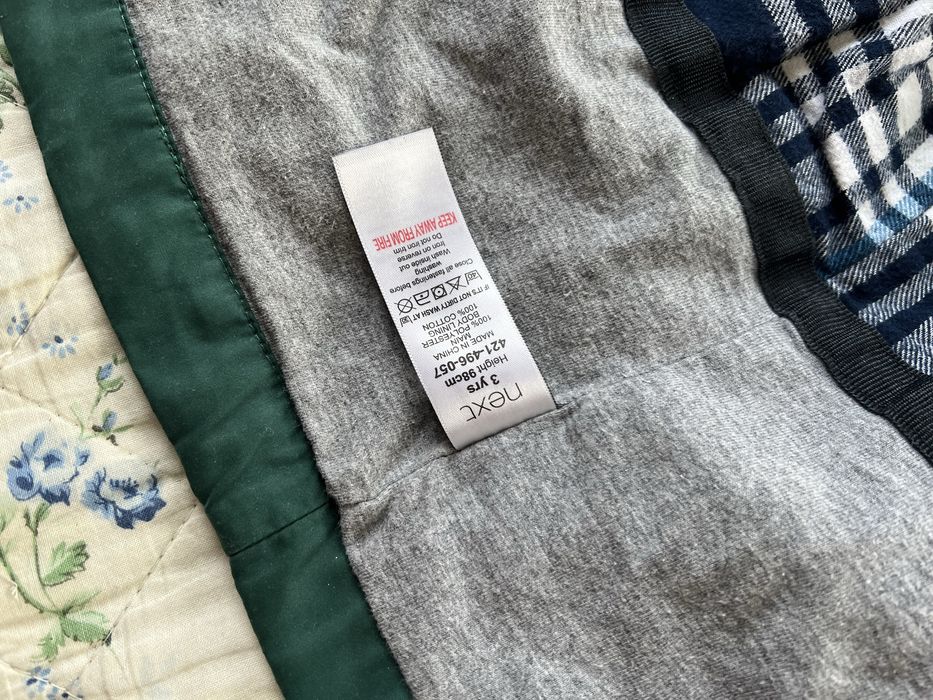 next
3 yrs
Height 98cm
421-496-057
MADE IN CHINA
MAIN
100% POLYESTER
BODY LINING
100% COTTON
IF IT'S NOT DIRTY WASH AT 30
40
Close all fastenings before
washing
Wash inside out
Iron on reverse
Do not iron trim
KEEP AWAY FROM FIRE